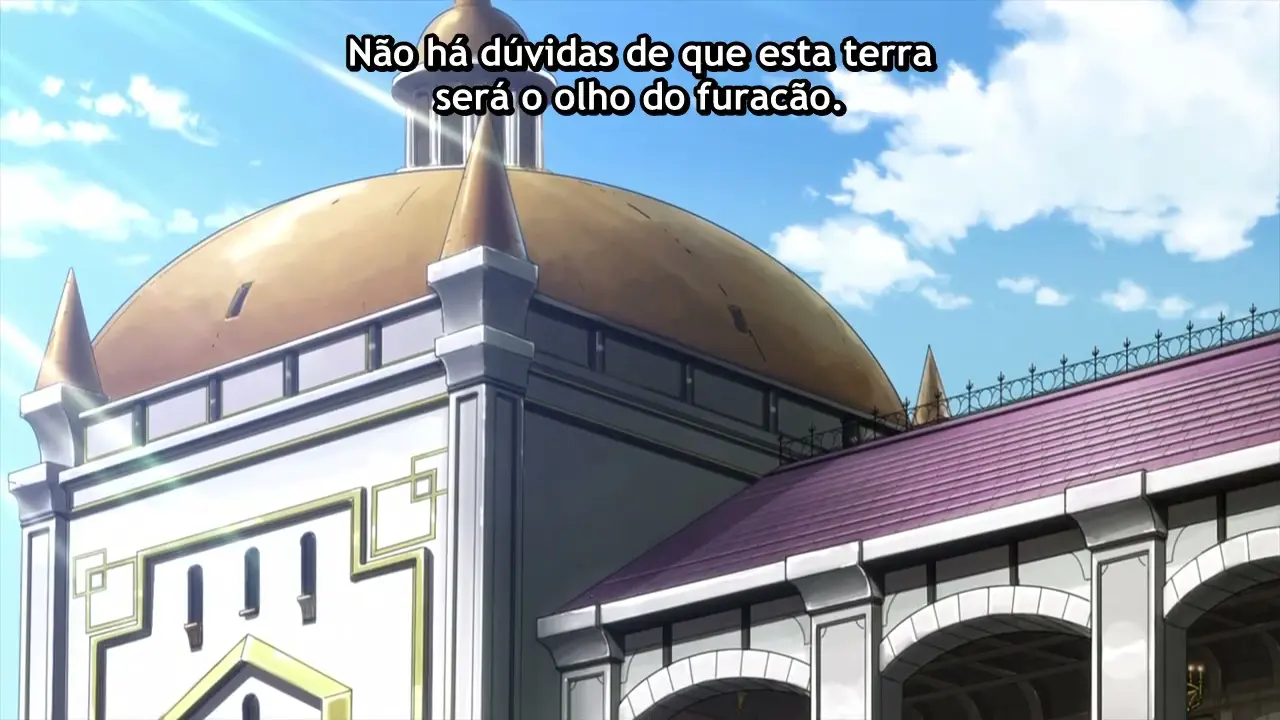 Não há dúvidas de que esta terra
será o olho do furacão.